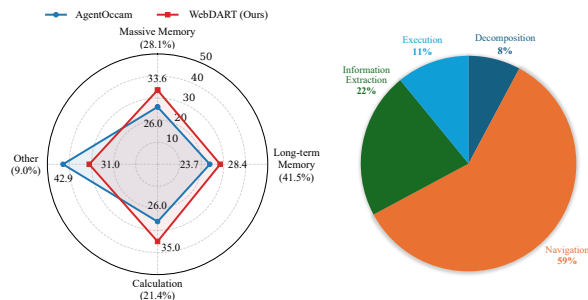 AgentOccam
WebDART (Ours)
Massive Memory
(28.1%)
50
40
30
20
10
33.6
26.0
Other
(9.0%)
42.9
31.0
23.7
28.4
Long-term
Memory
(41.5%)
26.0
35.0
Calculation
(21.4%)
Execution
11%
Decomposition
8%
Information
Extraction
22%
Navigation
59%